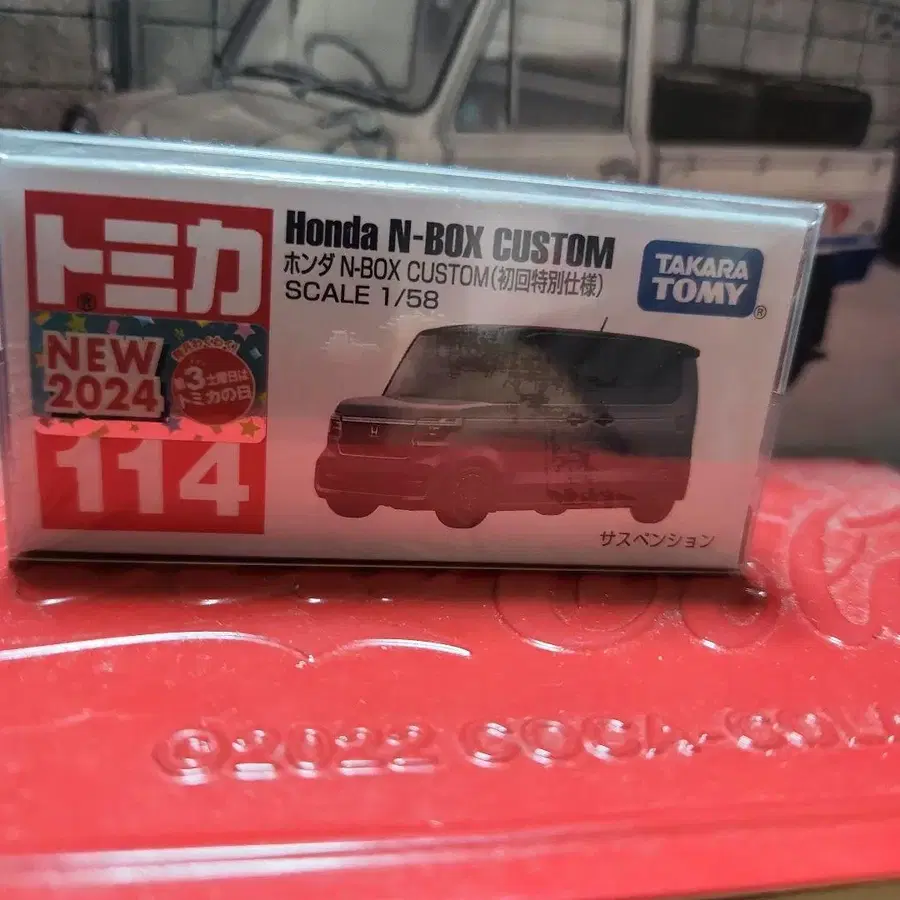 トミカ®
Honda N-BOX CUSTOM
ホンダ N-BOX CUSTOM(初回特別仕様)
SCALE 1/58
TAKARA
TOMY®
NEW
2024
第3土曜日は
トミカの日
114
サスペンション
©2022 COCA-COLA